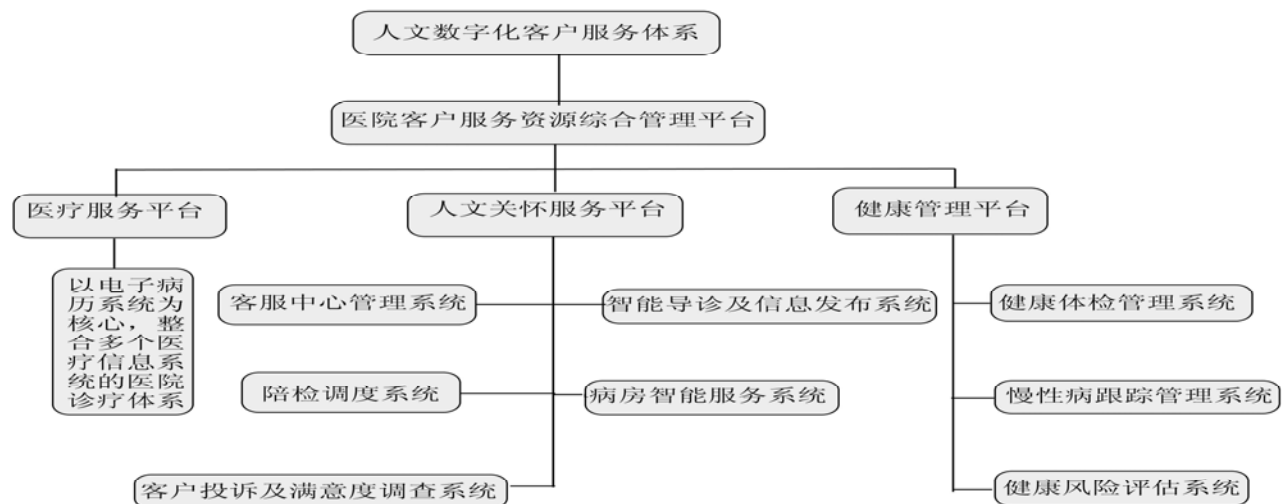 人文数字化客户服务体系
医院客户服务资源综合管理平台
医疗服务平台
人文关怀服务平台
健康管理平台
以电子病
历系统为
核心，整
合多个医
疗信息系
统的医院
诊疗体系
客服中心管理系统
智能导诊及信息发布系统
健康体检管理系统
陪检调度系统
病房智能服务系统
慢性病跟踪管理系统
客户投诉及满意度调查系统
健康风险评估系统